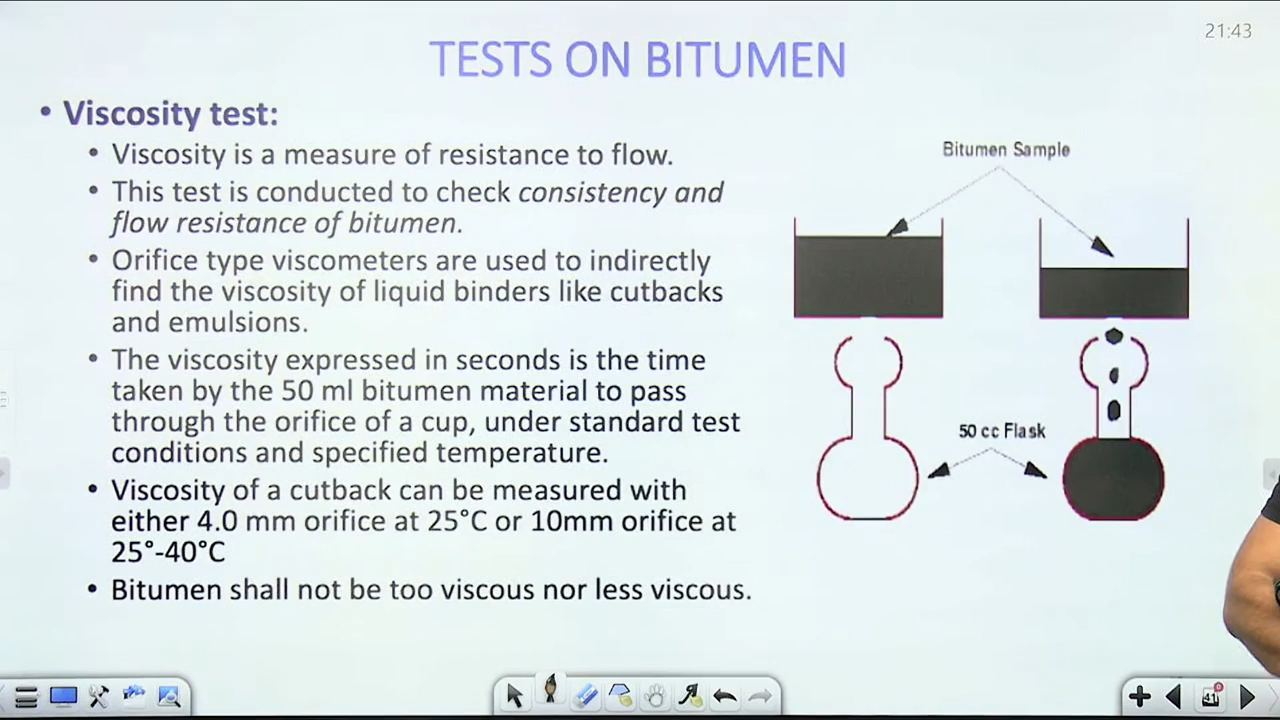 21:43
TESTS ON BITUMEN
• Viscosity test:
• Viscosity is a measure of resistance to flow.
• This test is conducted to check consistency and
flow resistance of bitumen.
• Orifice type viscometers are used to indirectly
find the viscosity of liquid binders like cutbacks
and emulsions.
• The viscosity expressed in seconds is the time
taken by the 50 ml bitumen material to pass
through the orifice of a cup, under standard test
conditions and specified temperature.
• Viscosity of a cutback can be measured with
either 4.0 mm orifice at 25°C or 10mm orifice at
25°-40°C
• Bitumen shall not be too viscous nor less viscous.
Bitumen Sample
50 cc Flask
41